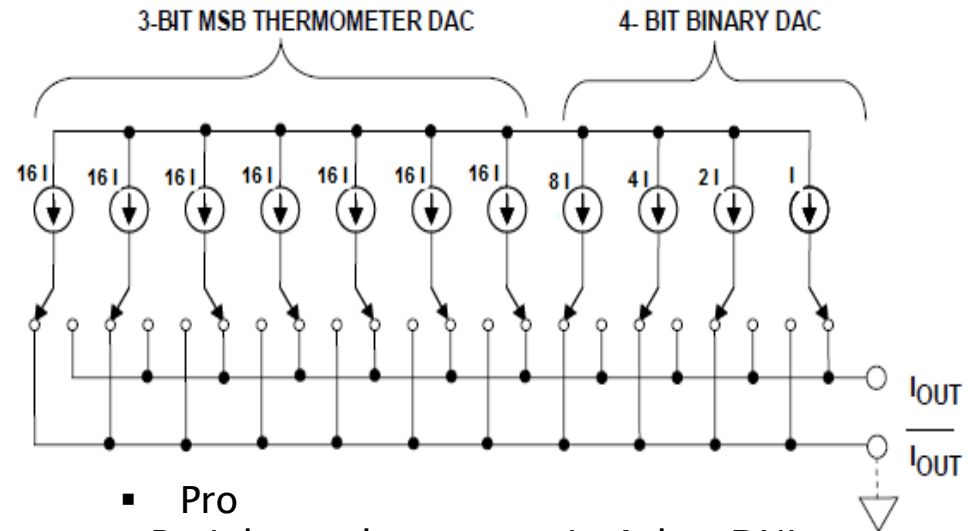 3-BIT MSB THERMOMETER DAC 4- BIT BINARY DAC
16 I 16 I 16 I 16 I 16 I 16 I 16 I 8 I 4 I 2 I I
IOUT
IOUT
▪ Pro